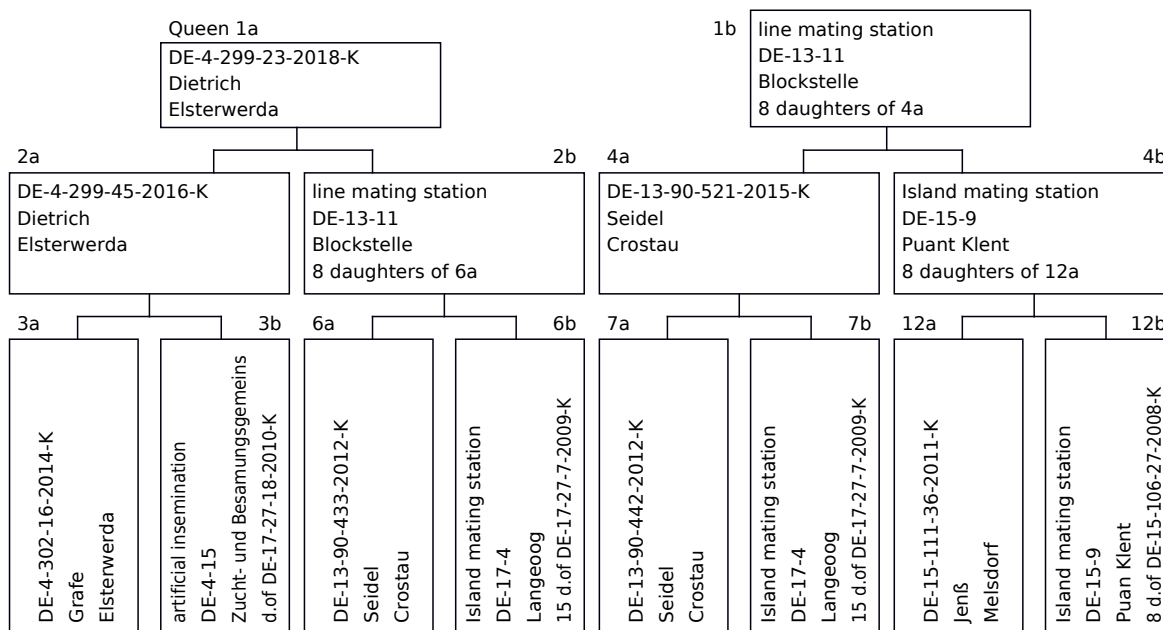 Queen 1a
DE-4-299-23-2018-K
Dietrich
Elsterwerda
1b
line mating station
DE-13-11
Blockstelle
8 daughters of 4a
2a
DE-4-299-45-2016-K
Dietrich
Elsterwerda
2b
line mating station
DE-13-11
Blockstelle
8 daughters of 6a
4a
DE-13-90-521-2015-K
Seidel
Crostau
4b
Island mating station
DE-15-9
Puant Klent
8 daughters of 12a
3a
DE-4-302-16-2014-K
Grafe
Elsterwerda
3b
artificial insemination
DE-4-15
Zucht- und Besamungsgemeins
d.of DE-17-27-18-2010-K
6a
DE-13-90-433-2012-K
Seidel
Crostau
6b
Island mating station
DE-17-4
Langeoog
15 d.of DE-17-27-7-2009-K
7a
DE-13-90-442-2012-K
Seidel
Crostau
7b
Island mating station
DE-17-4
Langeoog
15 d.of DE-17-27-7-2009-K
12a
DE-15-111-36-2011-K
Jenß
Melsdorf
12b
Island mating station
DE-15-9
Puan Klent
8 d.of DE-15-106-27-2008-K